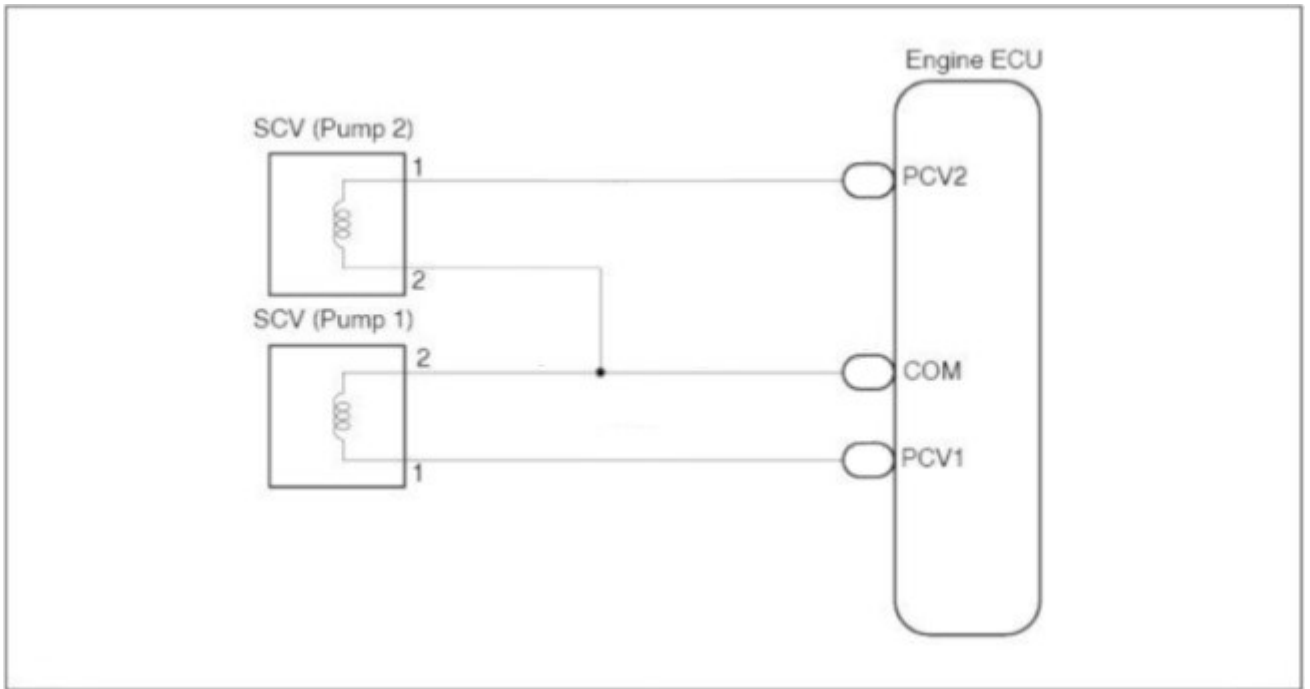 Engine ECU
SCV (Pump 2)
1
PCV2
2
SCV (Pump 1)
2
COM
PCV1
1